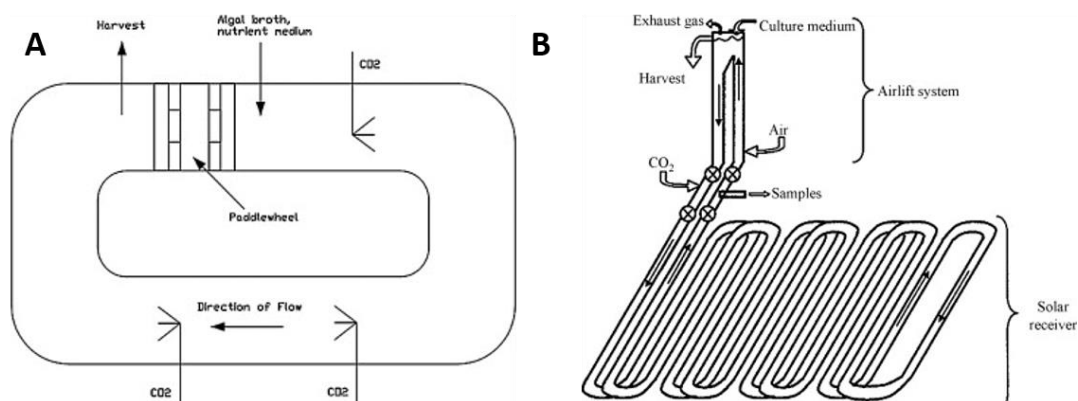 A
Harvest
Algal broth,
nutrient medium
CO2
Paddlewheel
Direction of Flow
CO2
CO2
B
Exhaust gas
Culture medium
Harvest
Airlift system
Air
CO₂
Samples
Solar
receiver